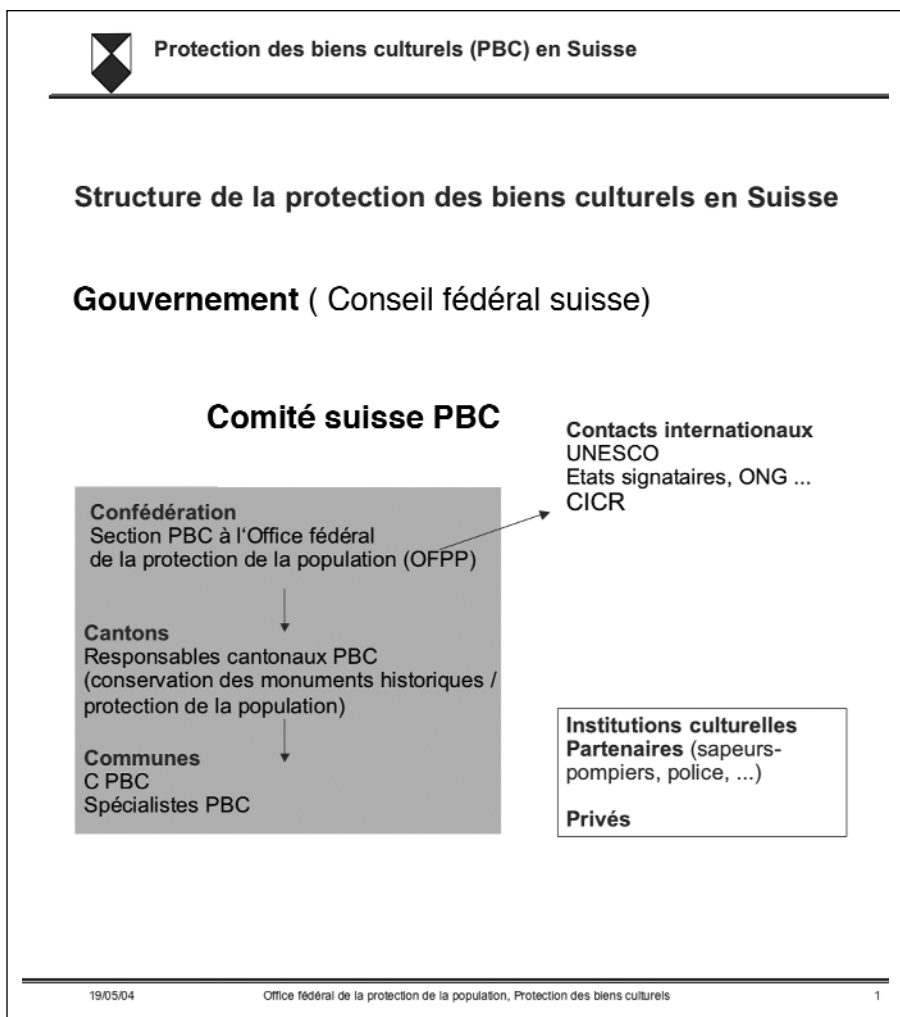 Protection des biens culturels (PBC) en Suisse
Structure de la protection des biens culturels en Suisse
Gouvernement ( Conseil fédéral suisse)
Comité suisse PBC
Contacts internationaux
UNESCO
Etats signataires, ONG ...
CICR
Confédération
Section PBC à l‘Office fédéral
de la protection de la population (OFPP)
Cantons
Responsables cantonaux PBC
(conservation des monuments historiques /
protection de la population)
Communes
C PBC
Spécialistes PBC
Institutions culturelles
Partenaires (sapeurs-
pompiers, police, ...)
Privés
19/05/04
Office fédéral de la protection de la population, Protection des biens culturels
1